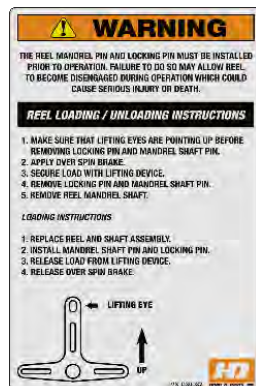 WARNING
THE REEL MANDREL PIN AND LOCKING PIN MUST BE INSTALLED
PRIOR TO OPERATION. FAILURE TO DO SO MAY ALLOW REEL
TO BECOME DISENGAGED DURING OPERATION WHICH COULD
CAUSE SERIOUS INJURY OR DEATH.
REEL LOADING / UNLOADING INSTRUCTIONS
1. MAKE SURE THAT LIFTING EYES ARE POINTING UP BEFORE
REMOVING LOCKING PIN AND MANDREL SHAFT PIN.
2. APPLY OVER SPIN BRAKE.
3. SECURE LOAD WITH LIFTING DEVICE.
4. REMOVE LOCKING PIN AND MANDREL SHAFT PIN.
5. REMOVE REEL MANDREL SHAFT.
LOADING INSTRUCTIONS
1. REPLACE REEL AND SHAFT ASSEMBLY.
2. INSTALL MANDREL SHAFT PIN AND LOCKING PIN.
3. RELEASE LOAD FROM LIFTING DEVICE.
4. RELEASE OVER SPIN BRAKE.
LIFTING EYE
UP